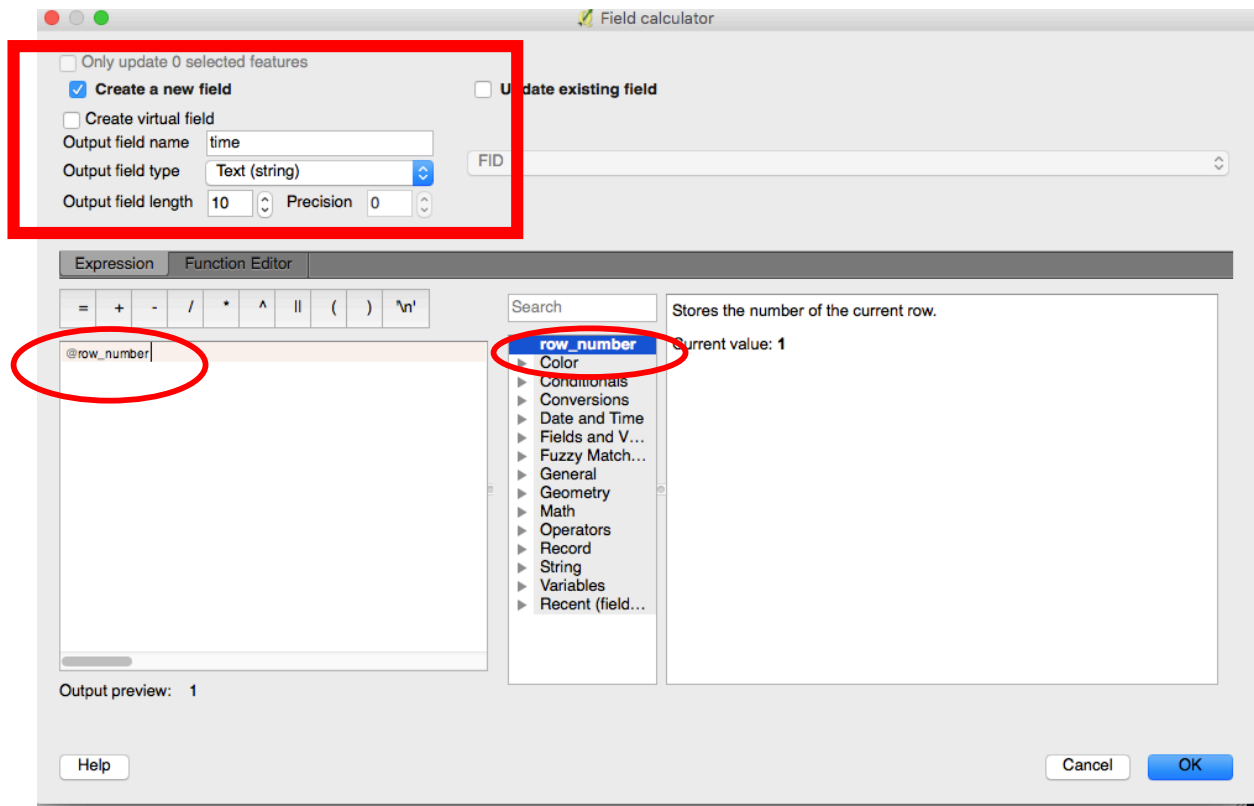 Field calculator
Only update 0 selected features
Create a new field
Update existing field
Create virtual field
Output field name time
Output field type Text (string)
FID
Output field length 10 Precision 0
Expression Function Editor
= + - / * ^ || ( ) '\n'
Search
Stores the number of the current row.
@row_number
row_number
Current value: 1
Color
Conditionals
Conversions
Date and Time
Fields and V...
Fuzzy Match...
General
Geometry
Math
Operators
Record
String
Variables
Recent (field...
Output preview: 1
Help Cancel OK